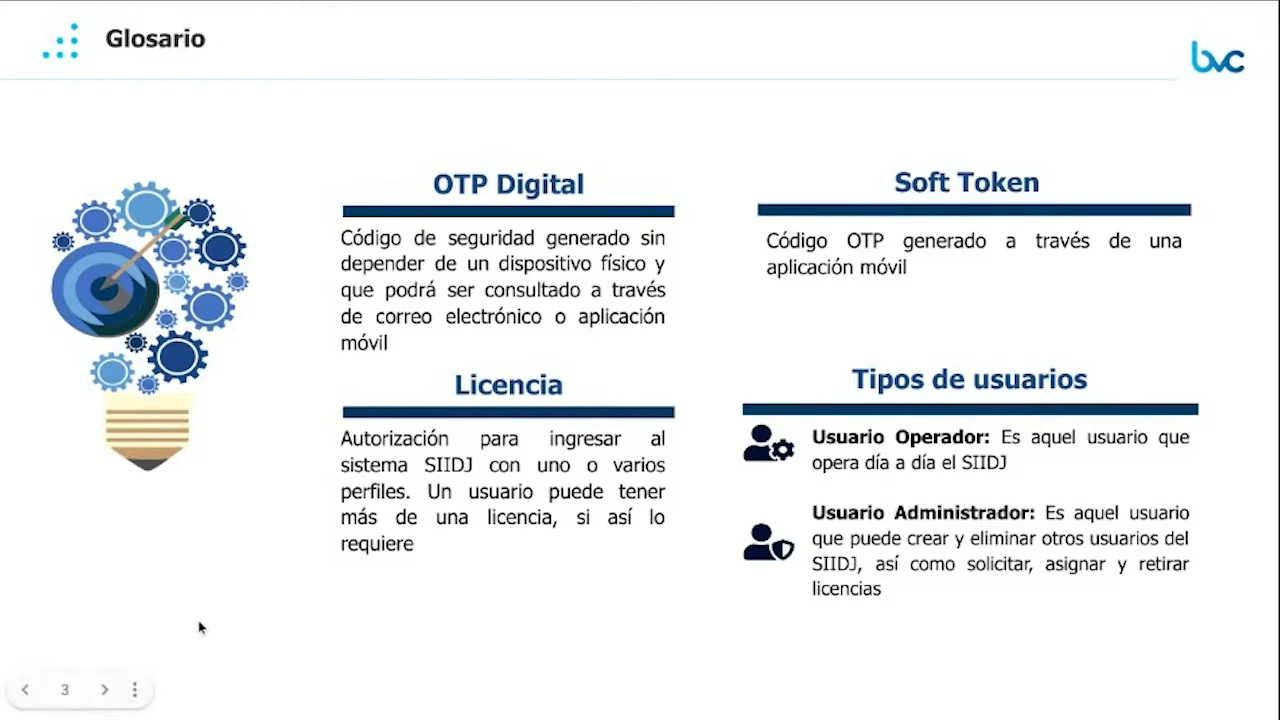 Glosario
bvc
OTP Digital
Código de seguridad generado sin
depender de un dispositivo físico y
que podrá ser consultado a través
de correo electrónico o aplicación
móvil
Soft Token
Código OTP generado a través de una
aplicación móvil
Licencia
Autorización para ingresar al
sistema SIIDJ con uno o varios
perfiles. Un usuario puede tener
más de una licencia, si así lo
requiere
Tipos de usuarios
Usuario Operador: Es aquel usuario que
opera día a día el SIIDJ
Usuario Administrador: Es aquel usuario
que puede crear y eliminar otros usuarios del
SIIDJ, así como solicitar, asignar y retirar
licencias
3